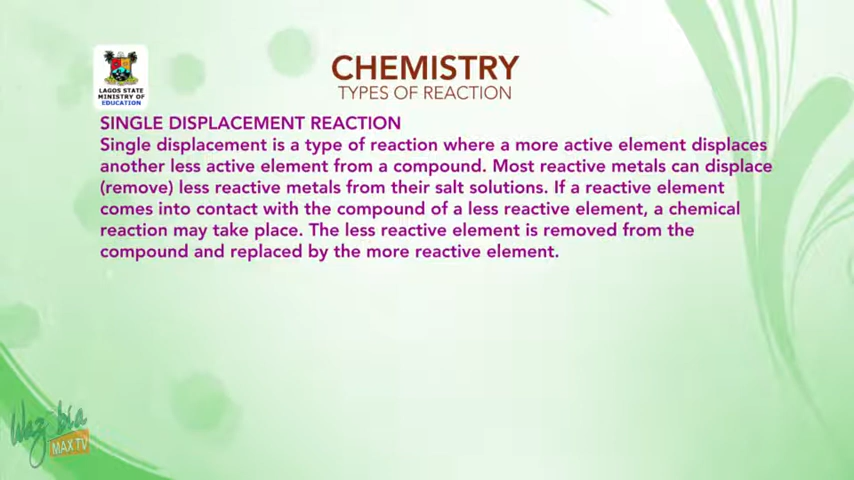 CHEMISTRY
TYPES OF REACTION
LAGOS STATE
MINISTRY OF
EDUCATION
SINGLE DISPLACEMENT REACTION
Single displacement is a type of reaction where a more active element displaces
another less active element from a compound. Most reactive metals can displace
(remove) less reactive metals from their salt solutions. If a reactive element
comes into contact with the compound of a less reactive element, a chemical
reaction may take place. The less reactive element is removed from the
compound and replaced by the more reactive element.
Wazobia
MAX TV